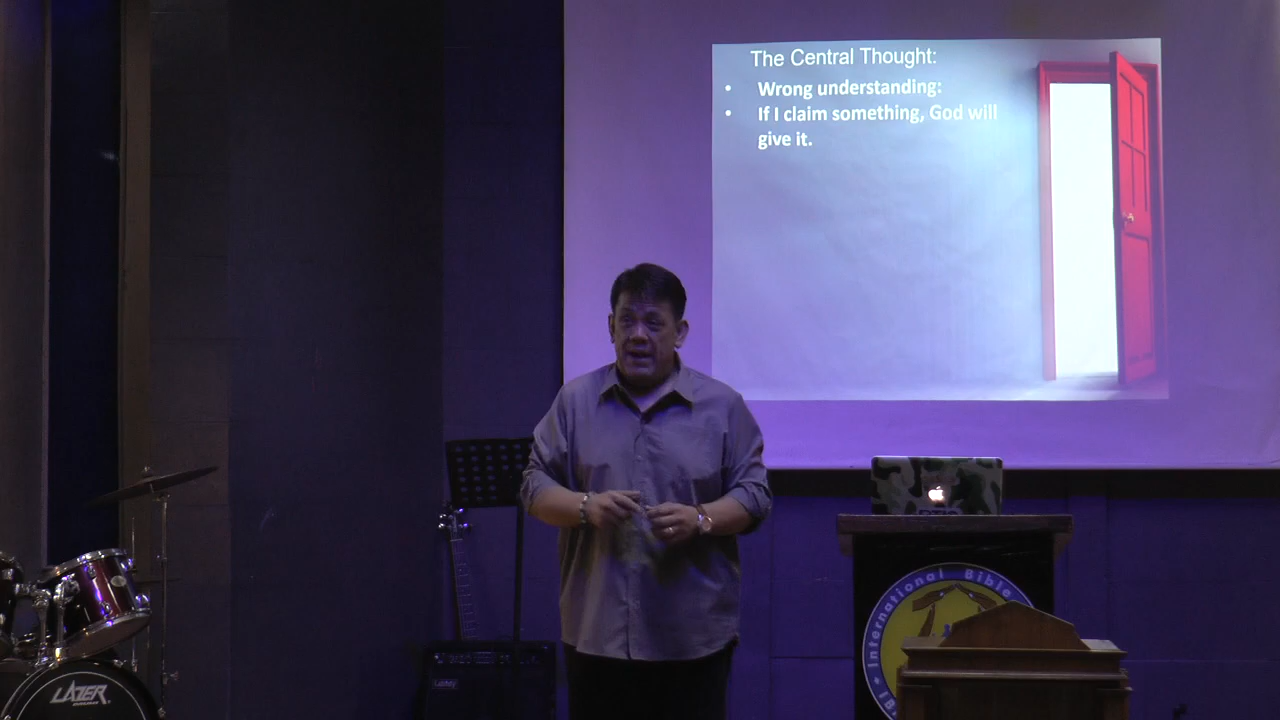 The Central Thought:
• Wrong understanding:
• If I claim something, God will
give it.
International Bible
LAZER